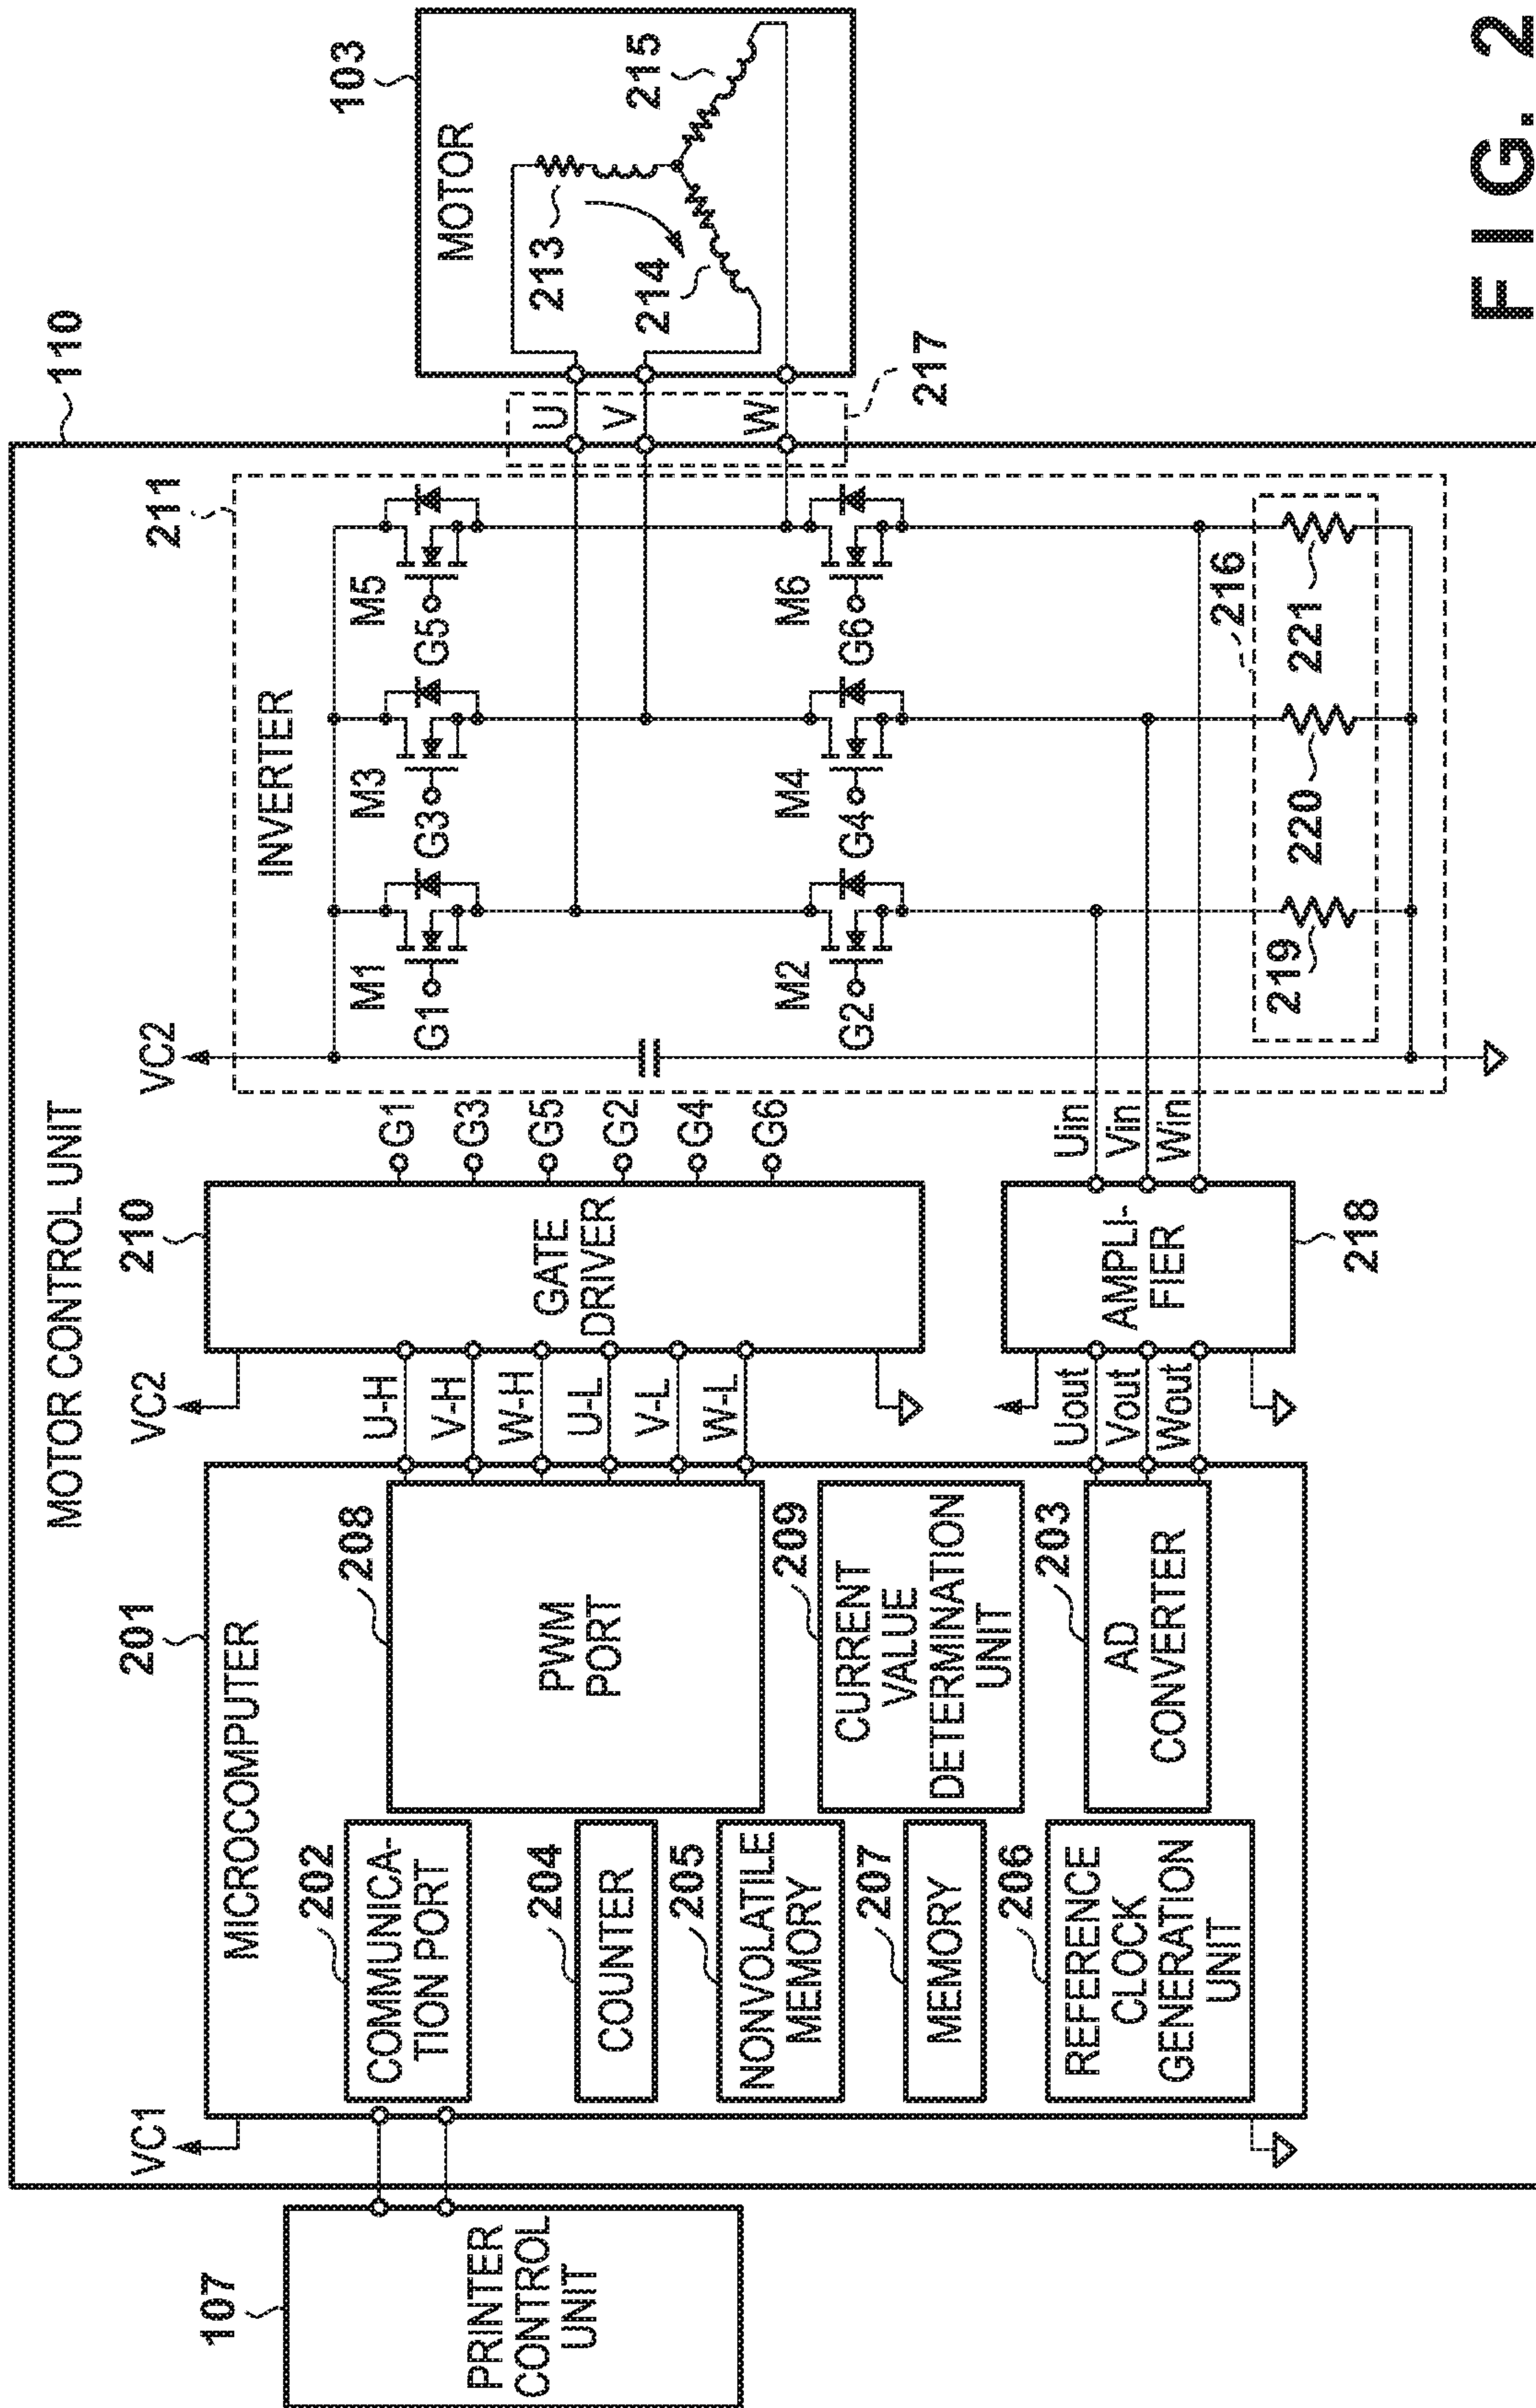 MOTOR CONTROL UNIT
110
107
PRINTER
CONTROL
UNIT
VC1
201
MICROCOMPUTER
202
COMMUNICA-
TION PORT
204
COUNTER
205
NONVOLATILE
MEMORY
207
MEMORY
206
REFERENCE
CLOCK
GENERATION
UNIT
208
PWM
PORT
209
CURRENT
VALUE
DETERMINATION
UNIT
203
AD
CONVERTER
VC2
U-H
V-H
W-H
U-L
V-L
W-L
Uout
Vout
Wout
210
GATE
DRIVER
G1
G3
G5
G2
G4
G6
AMPLI-
FIER
218
Uin
Vin
Win
VC2
211
INVERTER
M1
G1
M3
G3
M5
G5
M2
G2
M4
G4
M6
G6
216
219
220
221
U
V
W
217
103
MOTOR
213
214
215
FIG. 2